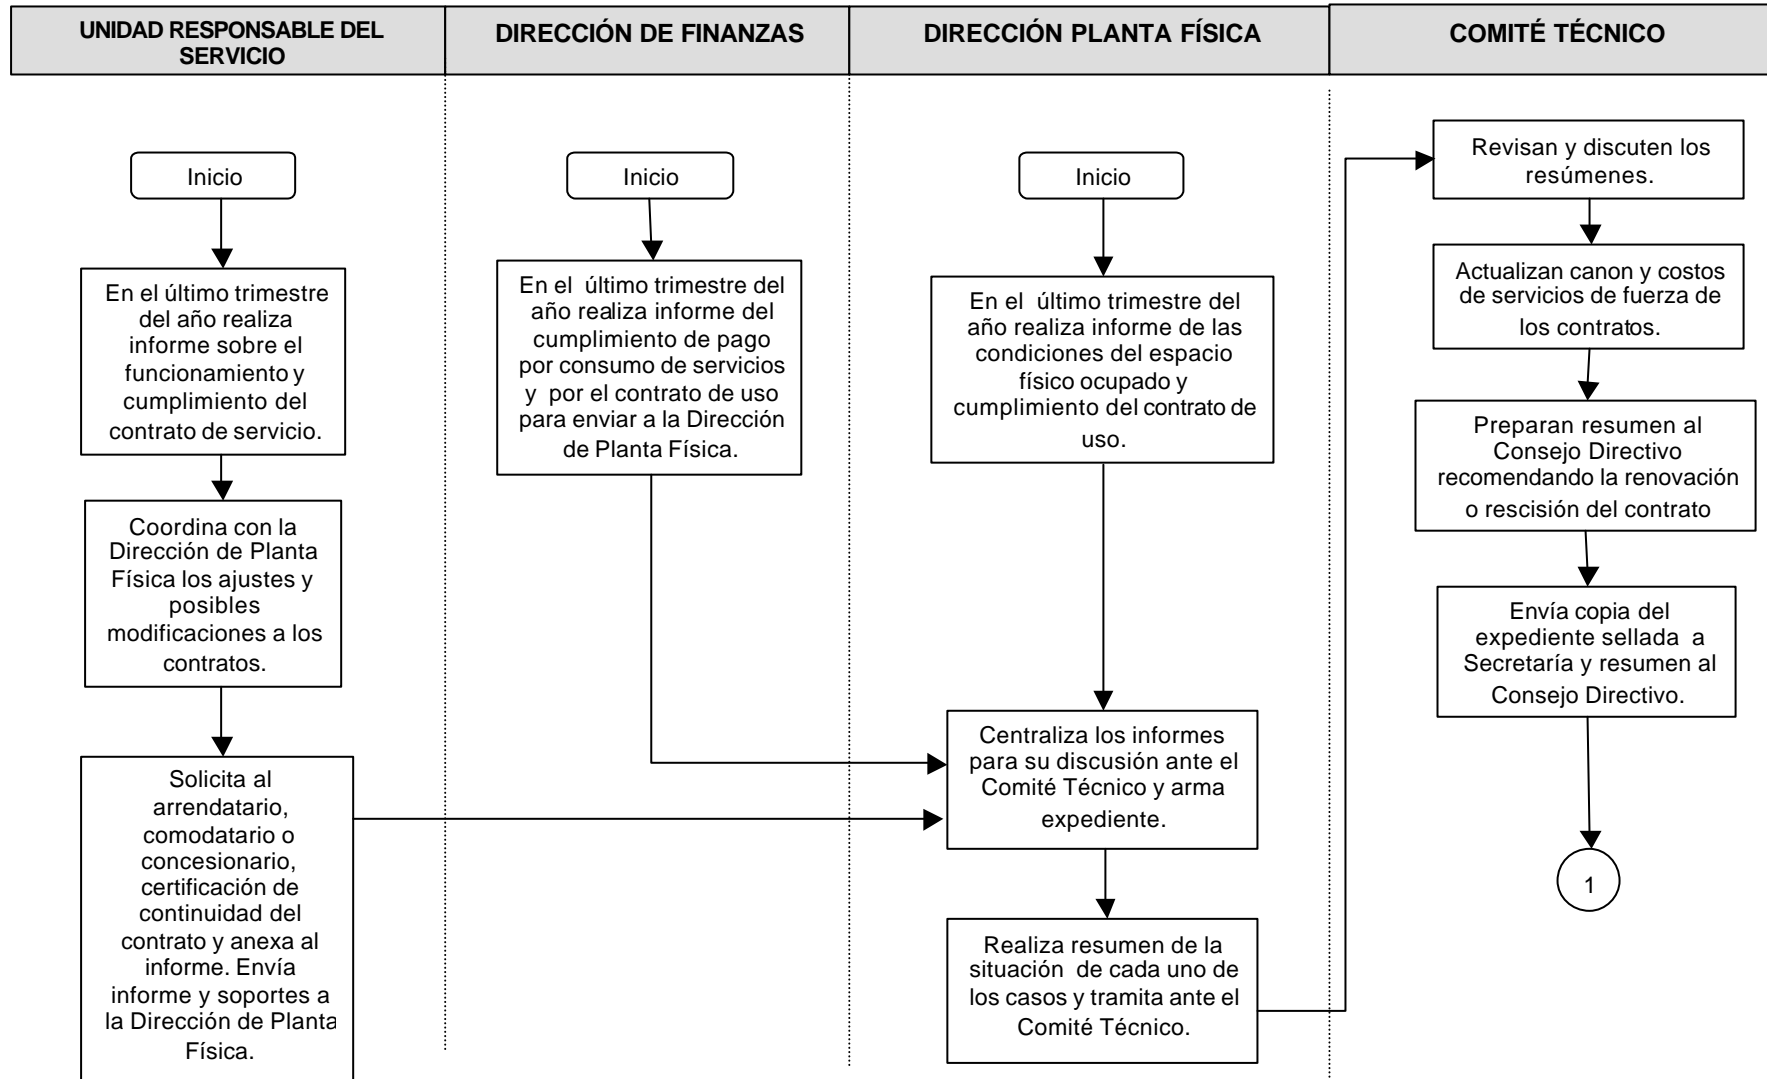 UNIDAD RESPONSABLE DEL
SERVICIO
DIRECCIÓN DE FINANZAS
DIRECCIÓN PLANTA FÍSICA
COMITÉ TÉCNICO
Inicio
En el último trimestre
del año realiza
informe sobre el
funcionamiento y
cumplimiento del
contrato de servicio.
Coordina con la
Dirección de Planta
Física los ajustes y
posibles
modificaciones a los
contratos.
Solicita al
arrendatario,
comodatario o
concesionario,
certificación de
continuidad del
contrato y anexa al
informe. Envía
informe y soportes a
la Dirección de Planta
Física.
Inicio
En el último trimestre del
año realiza informe del
cumplimiento de pago
por consumo de servicios
y por el contrato de uso
para enviar a la Dirección
de Planta Física.
Inicio
En el último trimestre del
año realiza informe de las
condiciones del espacio
físico ocupado y
cumplimiento del contrato de
uso.
Centraliza los informes
para su discusión ante el
Comité Técnico y arma
expediente.
Realiza resumen de la
situación de cada uno de
los casos y tramita ante el
Comité Técnico.
Revisan y discuten los
resúmenes.
Actualizan canon y costos
de servicios de fuerza de
los contratos.
Preparan resumen al
Consejo Directivo
recomendando la renovación
o rescisión del contrato
Envía copia del
expediente sellada a
Secretaría y resumen al
Consejo Directivo.
1